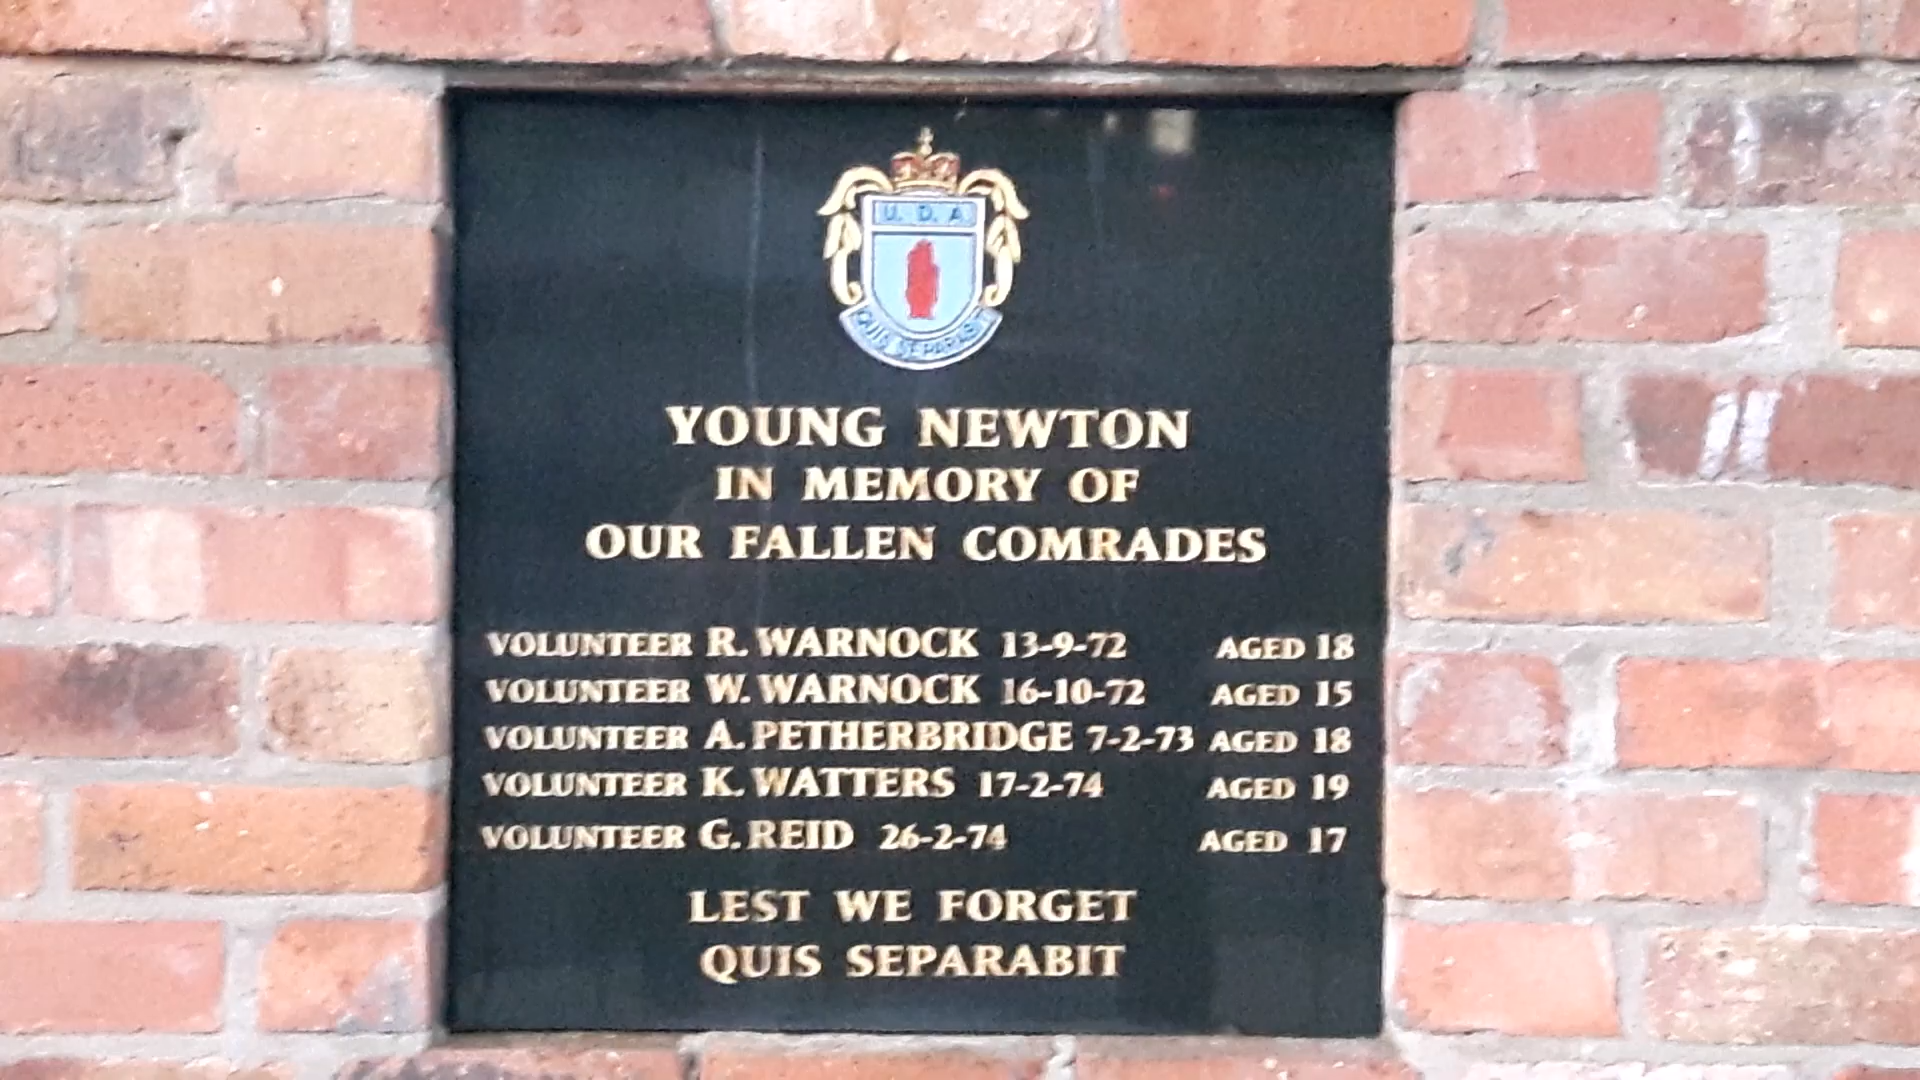 U. D. A
QUIS SEPARABIT
YOUNG NEWTON
IN MEMORY OF
OUR FALLEN COMRADES
VOLUNTEER R. WARNOCK 13-9-72 AGED 18
VOLUNTEER W. WARNOCK 16-10-72 AGED 15
VOLUNTEER A. PETHERBRIDGE 7-2-73 AGED 18
VOLUNTEER K. WATTERS 17-2-74 AGED 19
VOLUNTEER G. REID 26-2-74 AGED 17
LEST WE FORGET
QUIS SEPARABIT